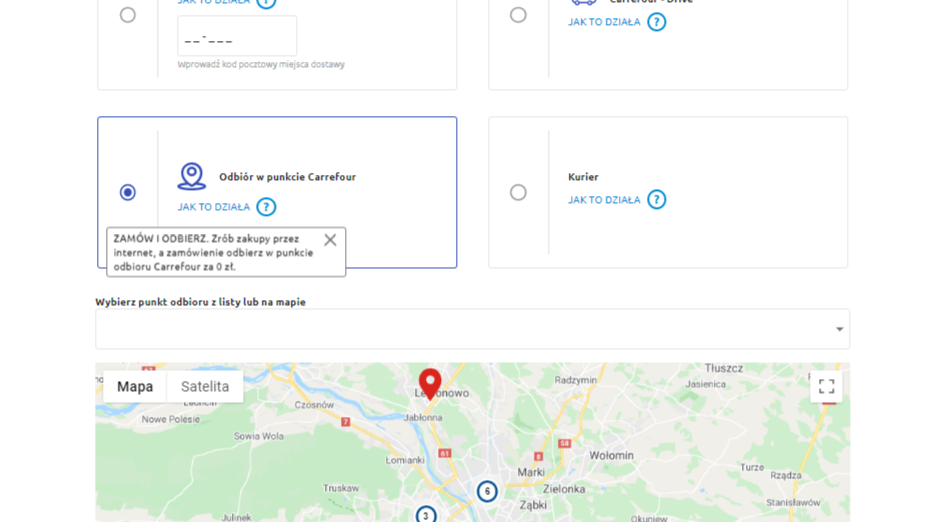 JAK TO DZIAŁA ?
Carrefour - Drive
JAK TO DZIAŁA ?
__-___
Wprowadź kod pocztowy miejsca dostawy
Odbiór w punkcie Carrefour
JAK TO DZIAŁA ?
Kurier
JAK TO DZIAŁA ?
ZAMÓW I ODBIERZ. Zrób zakupy przez
internet, a zamówienie odbierz w punkcie
odbioru Carrefour za 0 zł.
Wybierz punkt odbioru z listy lub na mapie
Mapa
Satelita
Tłuszcz
Radzymin
Jasienica
Czosnów
Jabłonna
Nowe Polesie
7
Sowia Wola
58
61
8
Wołomin
Łomianki
Marki
Turze
Rządza
Truskaw
6
Zielonka
Stanisławów
Ząbki
3
Julinek
Okuniew